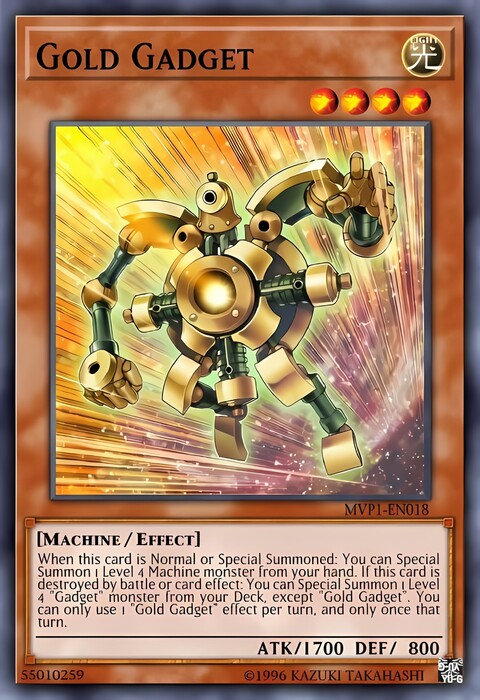 Gold Gadget
LIGHT
光
MVP1-EN018
[Machine / Effect]
When this card is Normal or Special Summoned: You can Special
Summon 1 Level 4 Machine monster from your hand. If this card is
destroyed by battle or card effect: You can Special Summon 1 Level
4 "Gadget" monster from your Deck, except "Gold Gadget". You
can only use 1 "Gold Gadget" effect per turn, and only once that
turn.
ATK/1700 DEF/ 800
55010259
©1996 KAZUKI TAKAHASHI